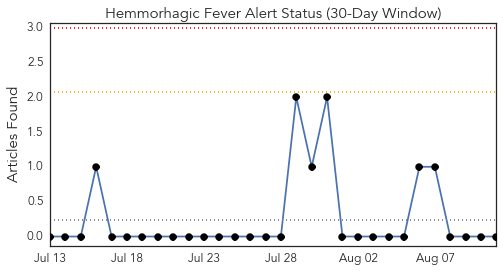 Hemmorhagic Fever Alert Status (30-Day Window)
Articles Found
3.0
2.5
2.0
1.5
1.0
0.5
0.0
Jul 13 Jul 18 Jul 23 Jul 28 Aug 02 Aug 07